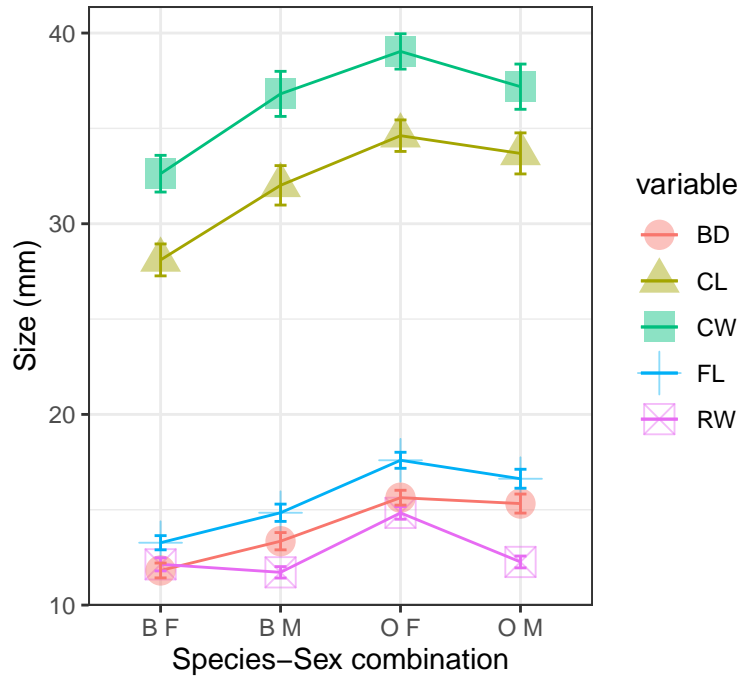 40
30
20
10
Size (mm)
B F
B M
O F
O M
Species−Sex combination
variable
BD
CL
CW
FL
RW